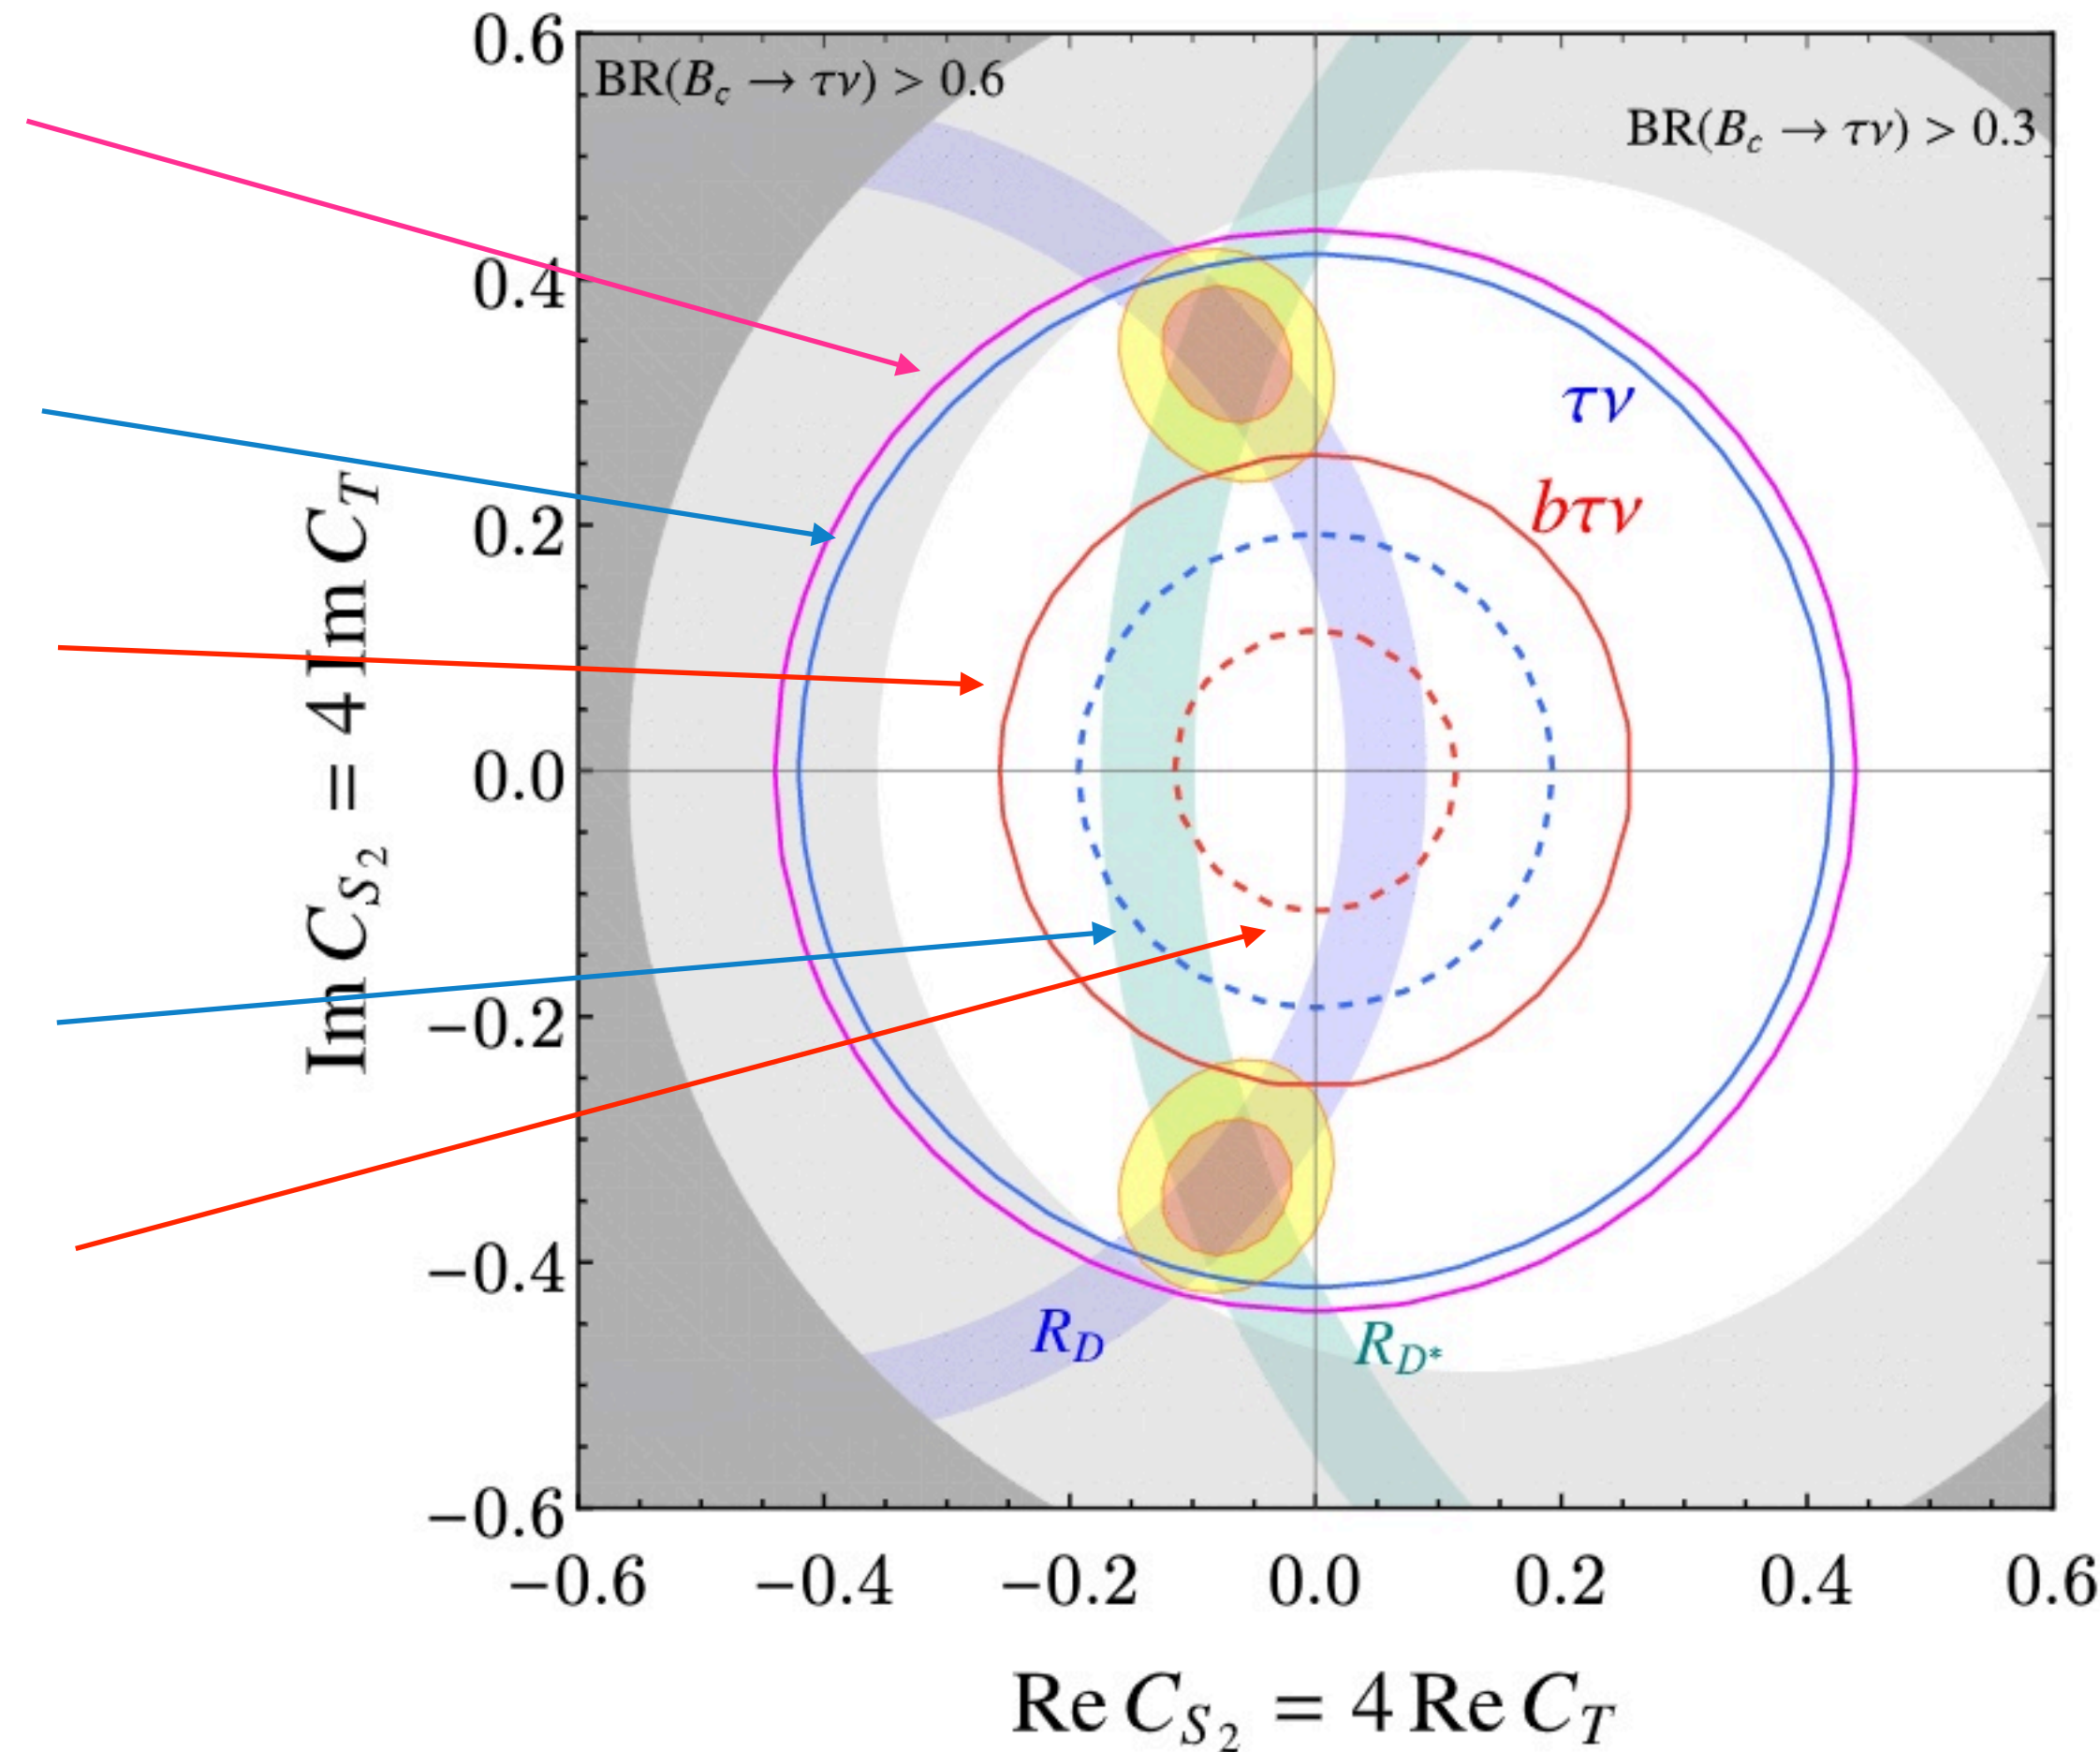 BR(B_c → τν) > 0.6
BR(B_c → τν) > 0.3
τν
bτν
R_D
R_{D*}
0.6
0.4
0.2
0.0
−0.2
−0.4
−0.6
Im C_{S_2} = 4 Im C_T
−0.6 −0.4 −0.2 0.0 0.2 0.4 0.6
Re C_{S_2} = 4 Re C_T